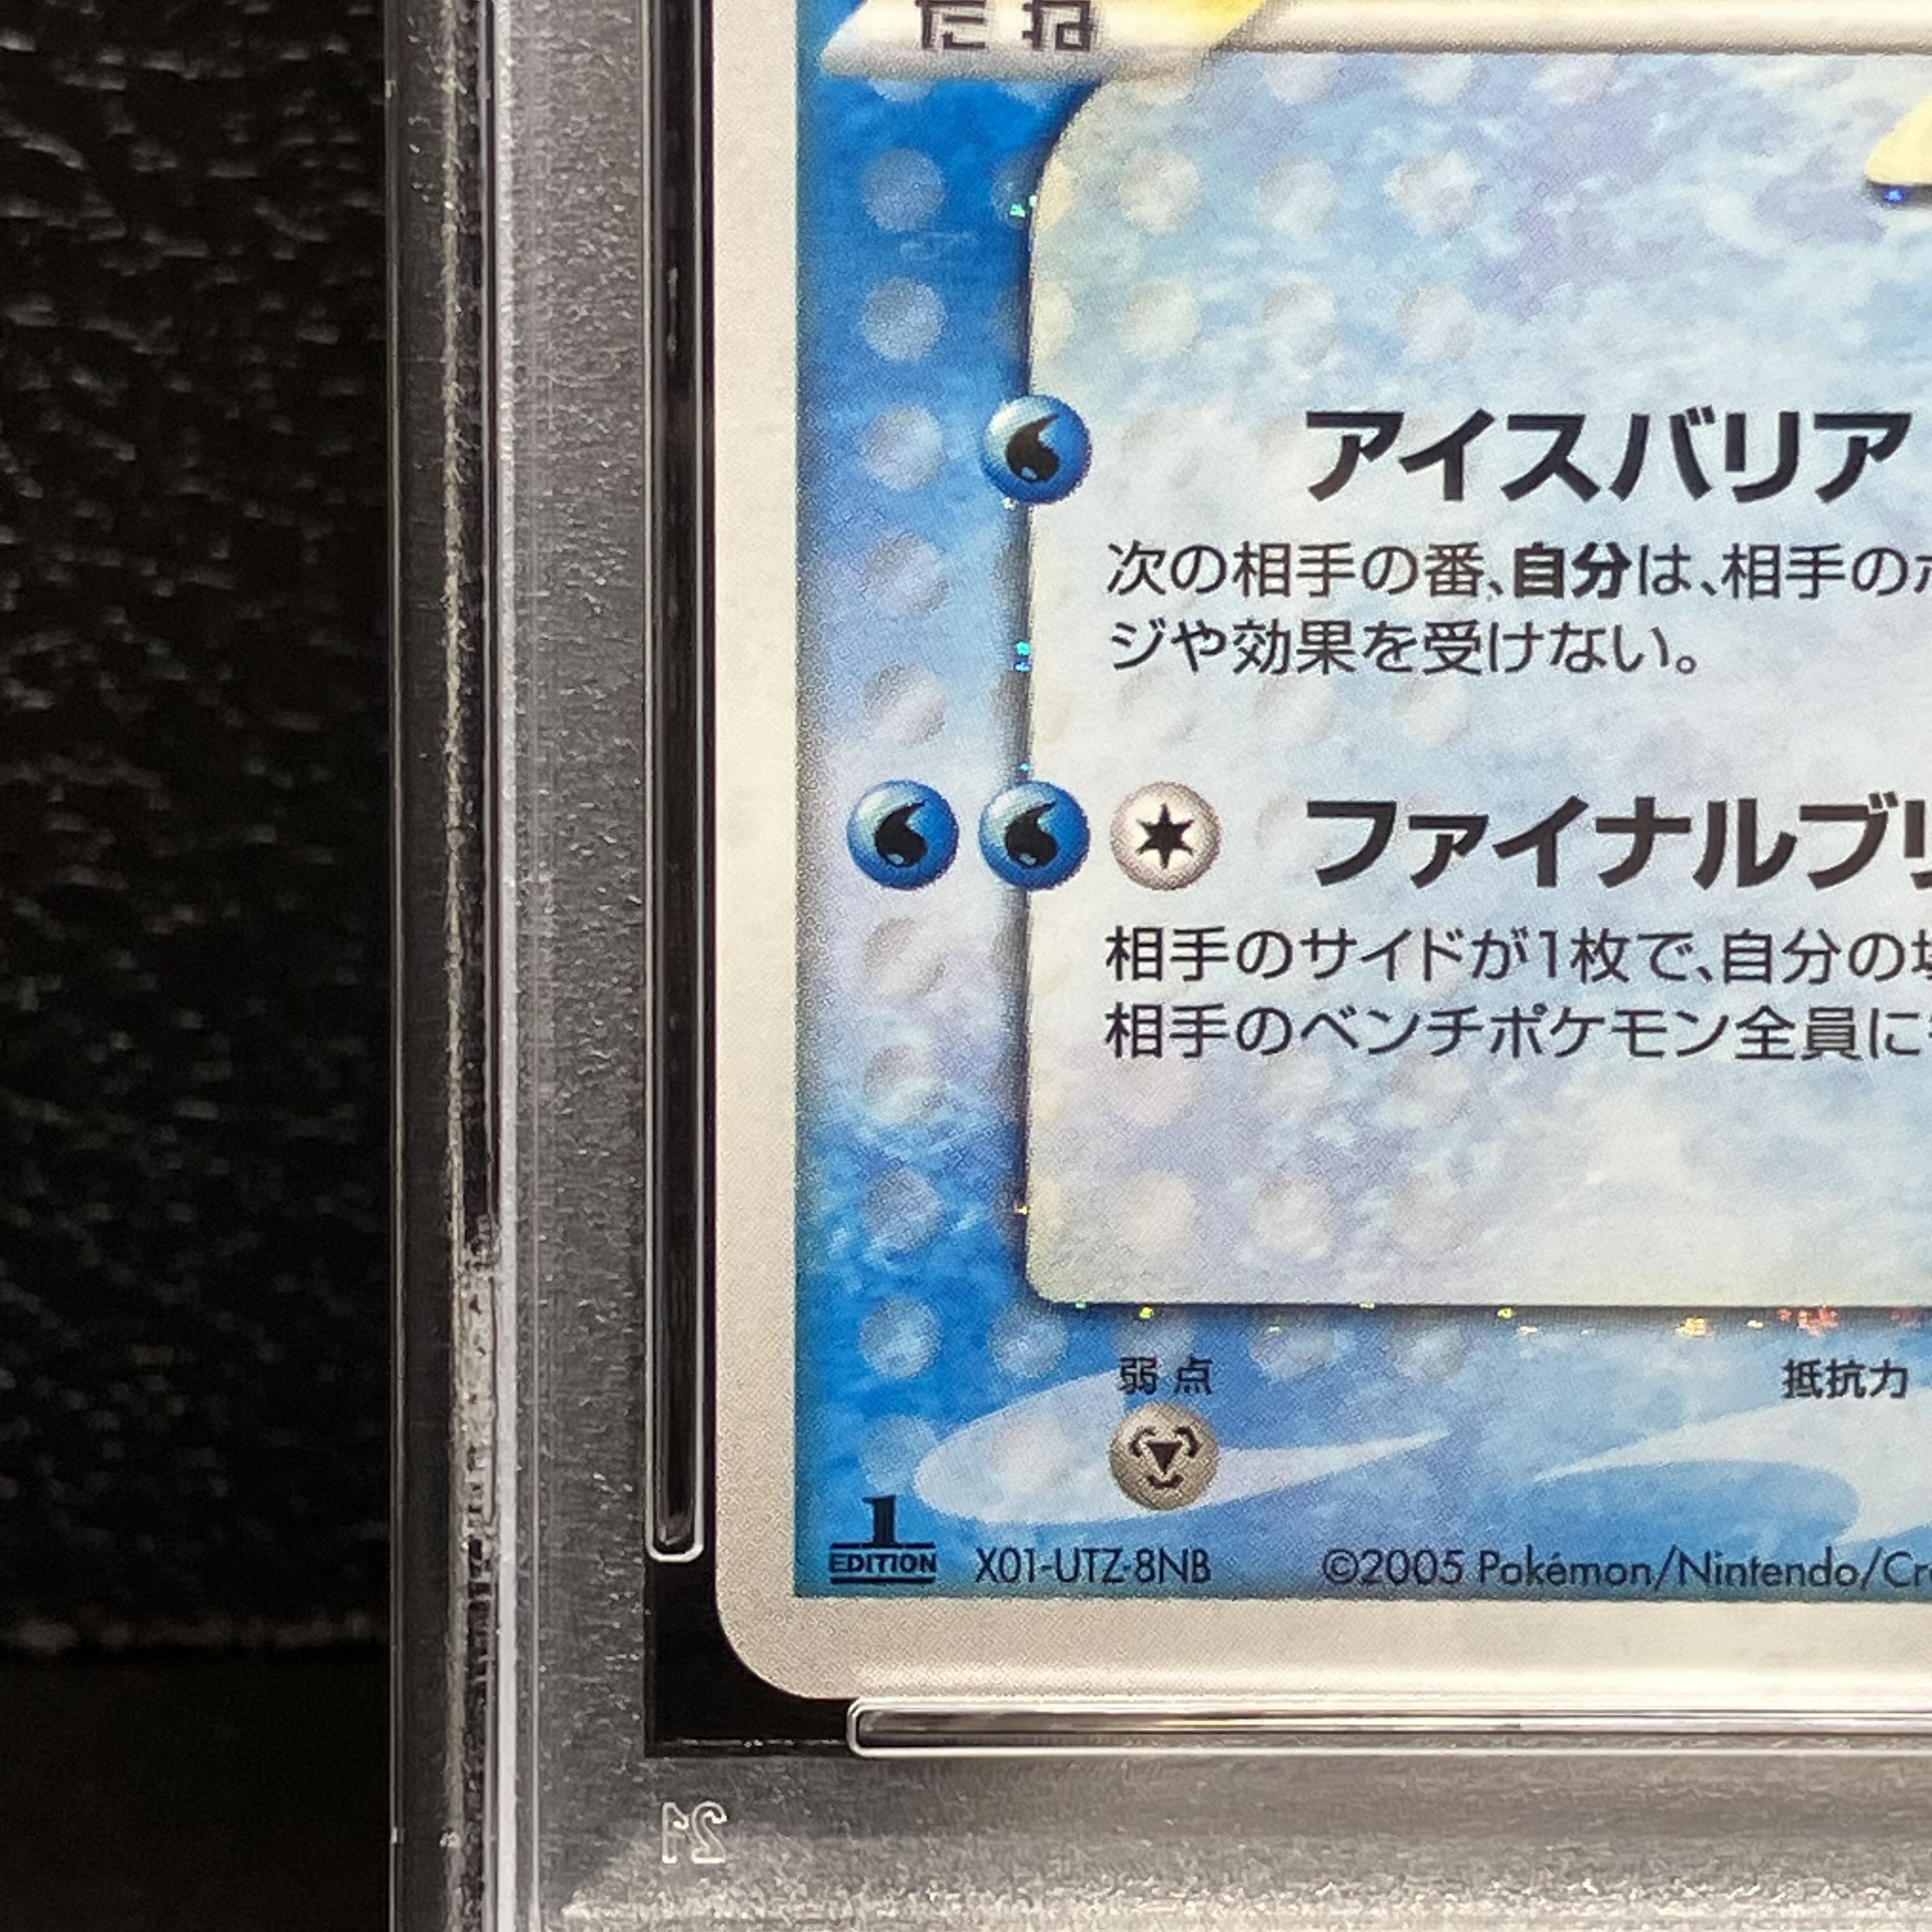 たね
アイスバリア
次の相手の番、自分は、相手の
ジや効果を受けない。
ファイナルブリ
相手のサイドが1枚で、自分の場
相手のベンチポケモン全員に
弱点 抵抗力
1
EDITION X01-UTZ-8NB ©2005 Pokémon/Nintendo/Cr
21